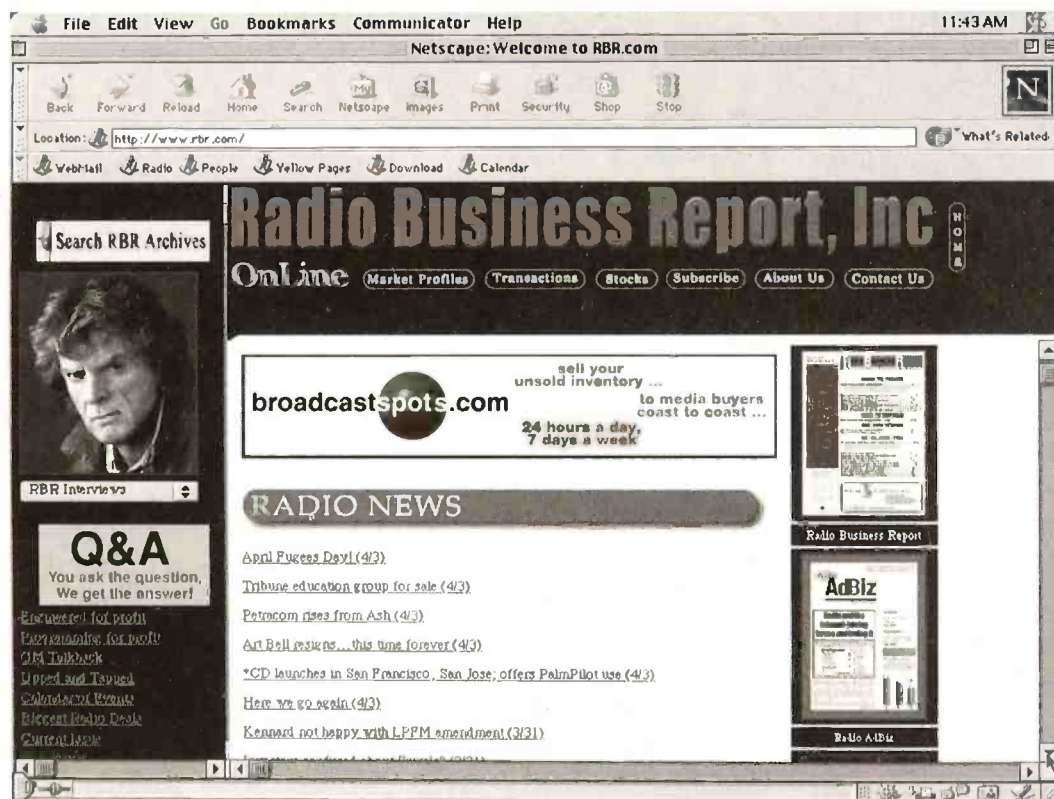 File Edit View Go Bookmarks Communicator Help 11:43 AM
Netscape: Welcome to RBR.com
Back Forward Reload Home Search Netscape Images Print Security Shop Stop
N
Location: http://www.rbr.com/ What's Related
WebMail Radio People Yellow Pages Download Calendar
Search RBR Archives
Radio Business Report, Inc
HOME
OnLine Market Profiles Transactions Stocks Subscribe About Us Contact Us
RBR Interviews
Q&A
You ask the question,
We get the answer!
Engineered for profit
Programming for profit
GM Talkback
Upped and Tapped
Calendar of Events
Biggest Radio Deals
Current Issue
broadcastspots.com
sell your
unsold inventory ...
to media buyers
coast to coast ...
24 hours a day,
7 days a week
RADIO NEWS
April Fugees Day! (4/3)
Tribune education group for sale (4/3)
Petracom rises from Ash (4/3)
Art Bell resigns...this time forever (4/3)
*CD launches in San Francisco, San Jose; offers PalmPilot use (4/3)
Here we go again (4/3)
Kennard not happy with LPFM amendment (3/31)
Radio Business Report
AdBiz
Radio AdBiz